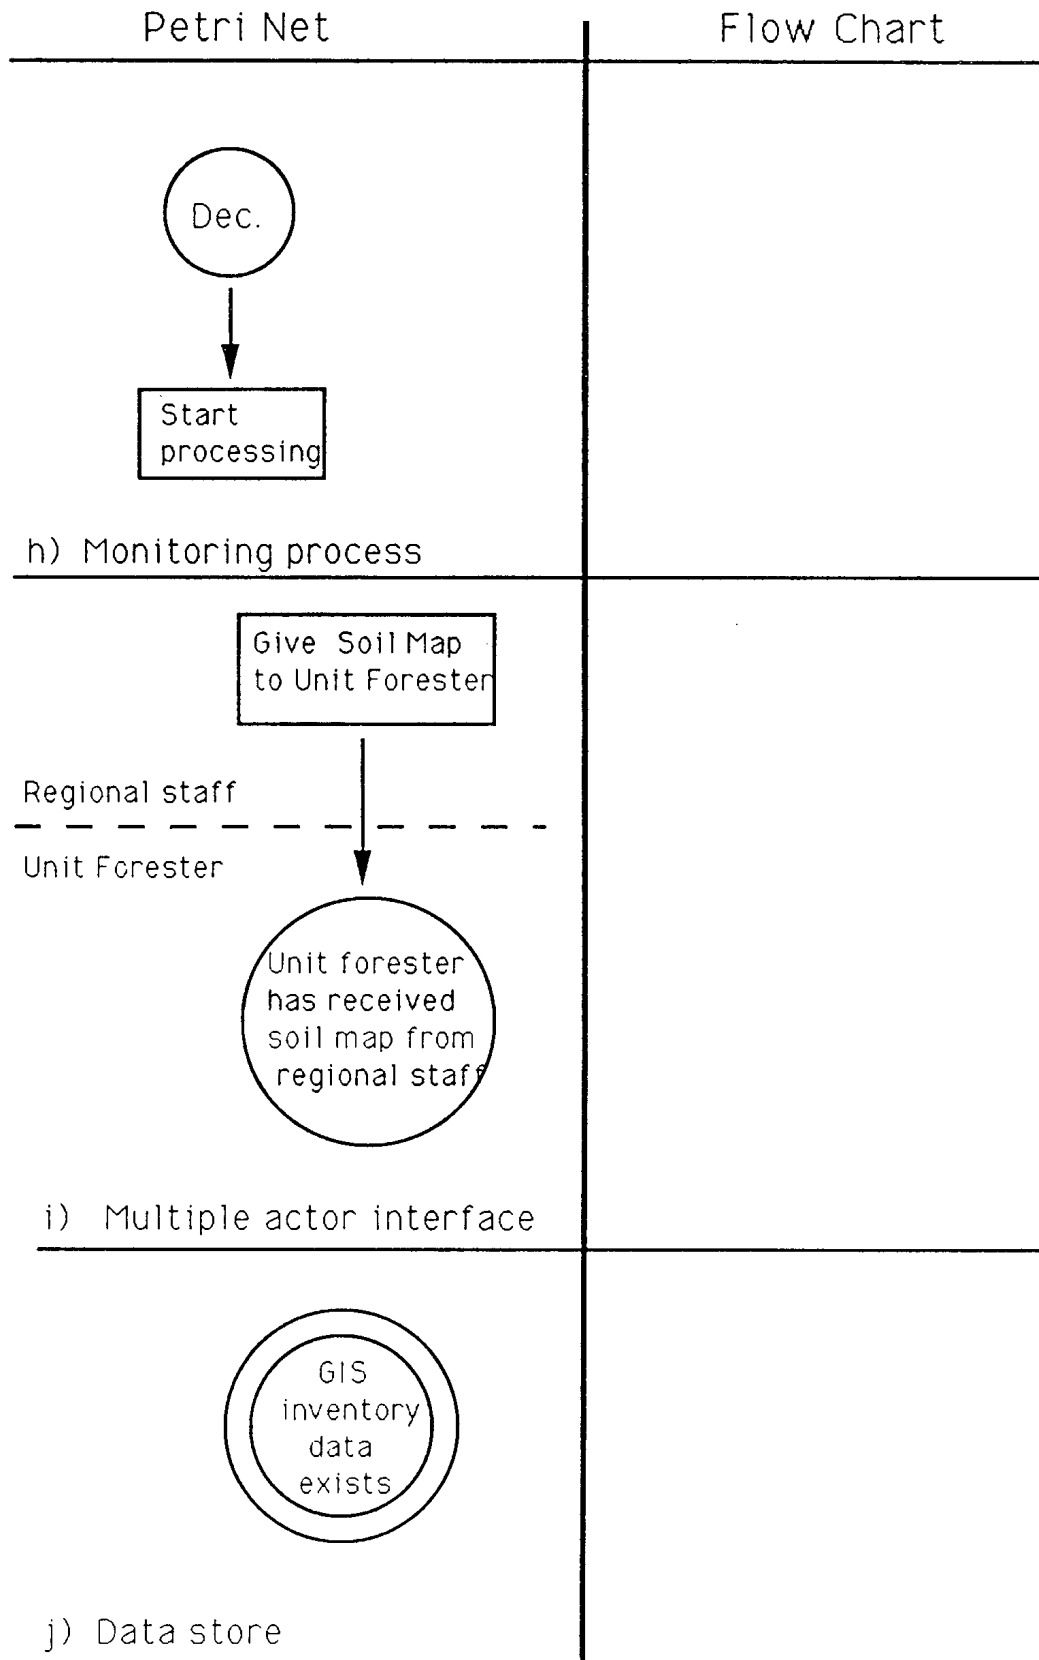 Petri Net
Flow Chart
Dec.
Start
processing
h) Monitoring process
Give Soil Map
to Unit Forester
Regional staff
Unit Forester
Unit forester
has received
soil map from
regional staff
i) Multiple actor interface
GIS
inventory
data
exists
j) Data store